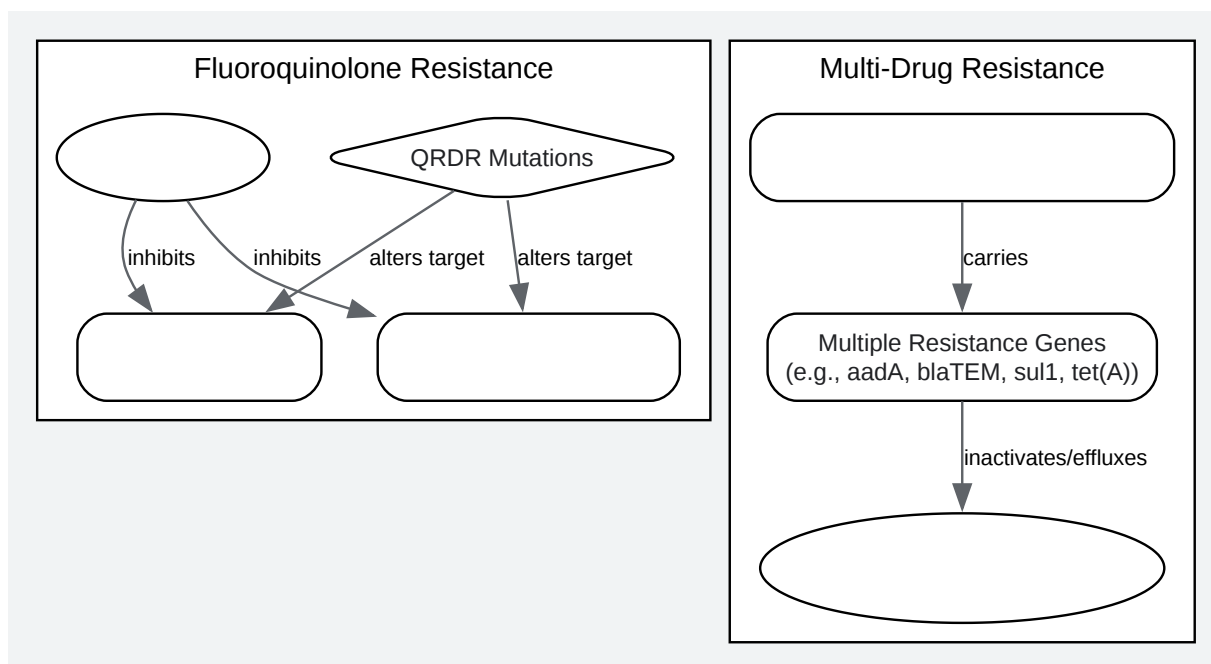 Fluoroquinolone Resistance
QRDR Mutations
inhibits
inhibits
alters target
alters target
Multi-Drug Resistance
carries
Multiple Resistance Genes
(e.g., aadA, blaTEM, sul1, tet(A))
inactivates/effluxes